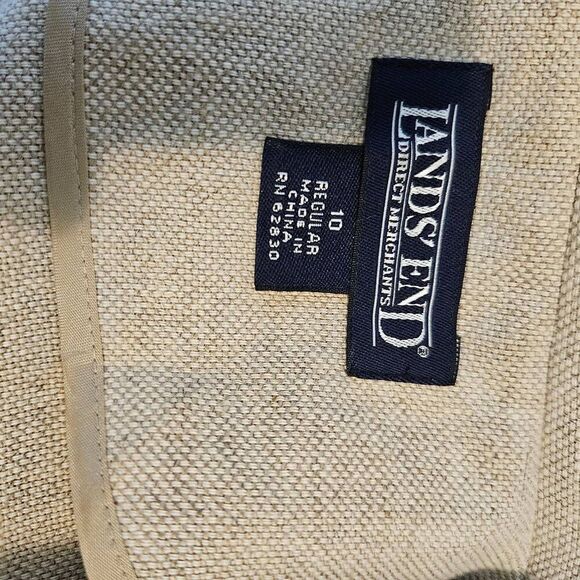 LANDS' END®
DIRECT MERCHANTS
10
REGULAR
MADE IN
CHINA
RN 62830